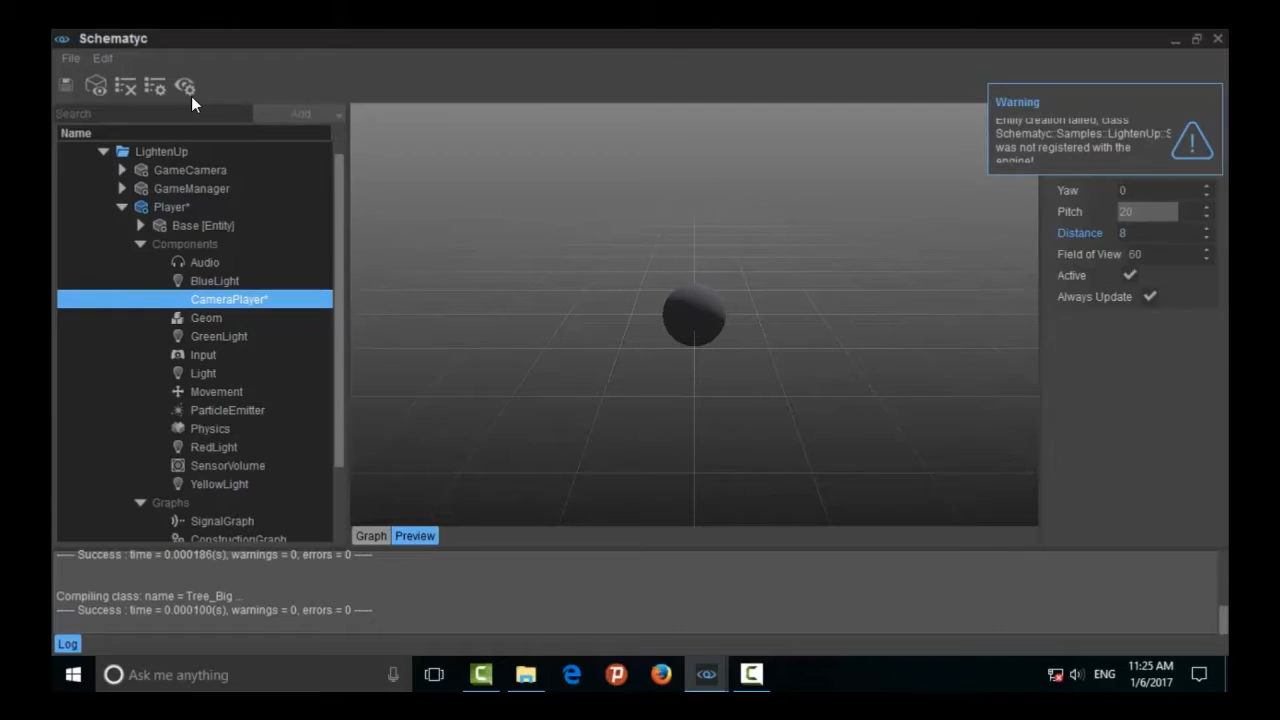 Schematyc
File Edit
Search Add
Name
LightenUp
GameCamera
GameManager
Player*
Base [Entity]
Components
Audio
BlueLight
CameraPlayer*
Geom
GreenLight
Input
Light
Movement
ParticleEmitter
Physics
RedLight
SensorVolume
YellowLight
Graphs
SignalGraph
ConstructionGraph
Warning
Entity creation failed, class
Schematyc::Samples::LightenUp::S
was not registered with the
engine!
Yaw 0
Pitch 20
Distance 8
Field of View 60
Active
Always Update
Graph Preview
---- Success : time = 0.000186(s), warnings = 0, errors = 0 ----
Compiling class: name = Tree_Big ...
---- Success : time = 0.000100(s), warnings = 0, errors = 0 ----
Log
Ask me anything
ENG
11:25 AM
1/6/2017